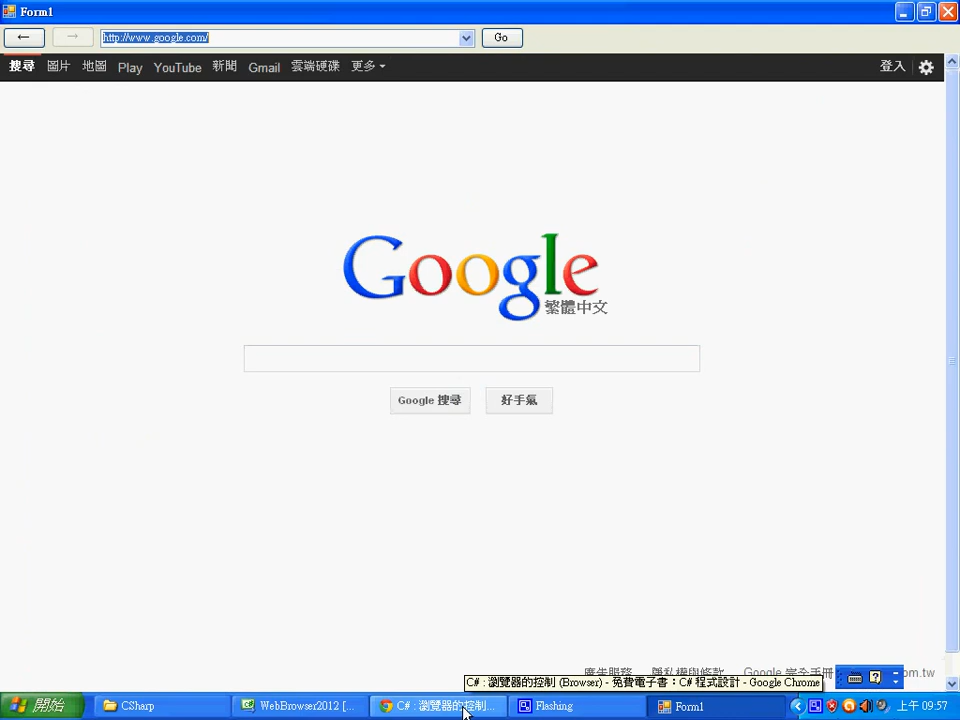 Form1
http://www.google.com/
Go
搜尋 圖片 地圖 Play YouTube 新聞 Gmail 雲端硬碟 更多 登入
Google
繁體中文
Google 搜尋 好手氣
廣告服務 隱私權與條款 Google 完全手冊 om.tw
C# : 瀏覽器的控制 (Browser) - 免費電子書：C# 程式設計 - Google Chrome
開始 CSharp WebBrowser2012 [... C# : 瀏覽器的控制... Flashing Form1 上午 09:57